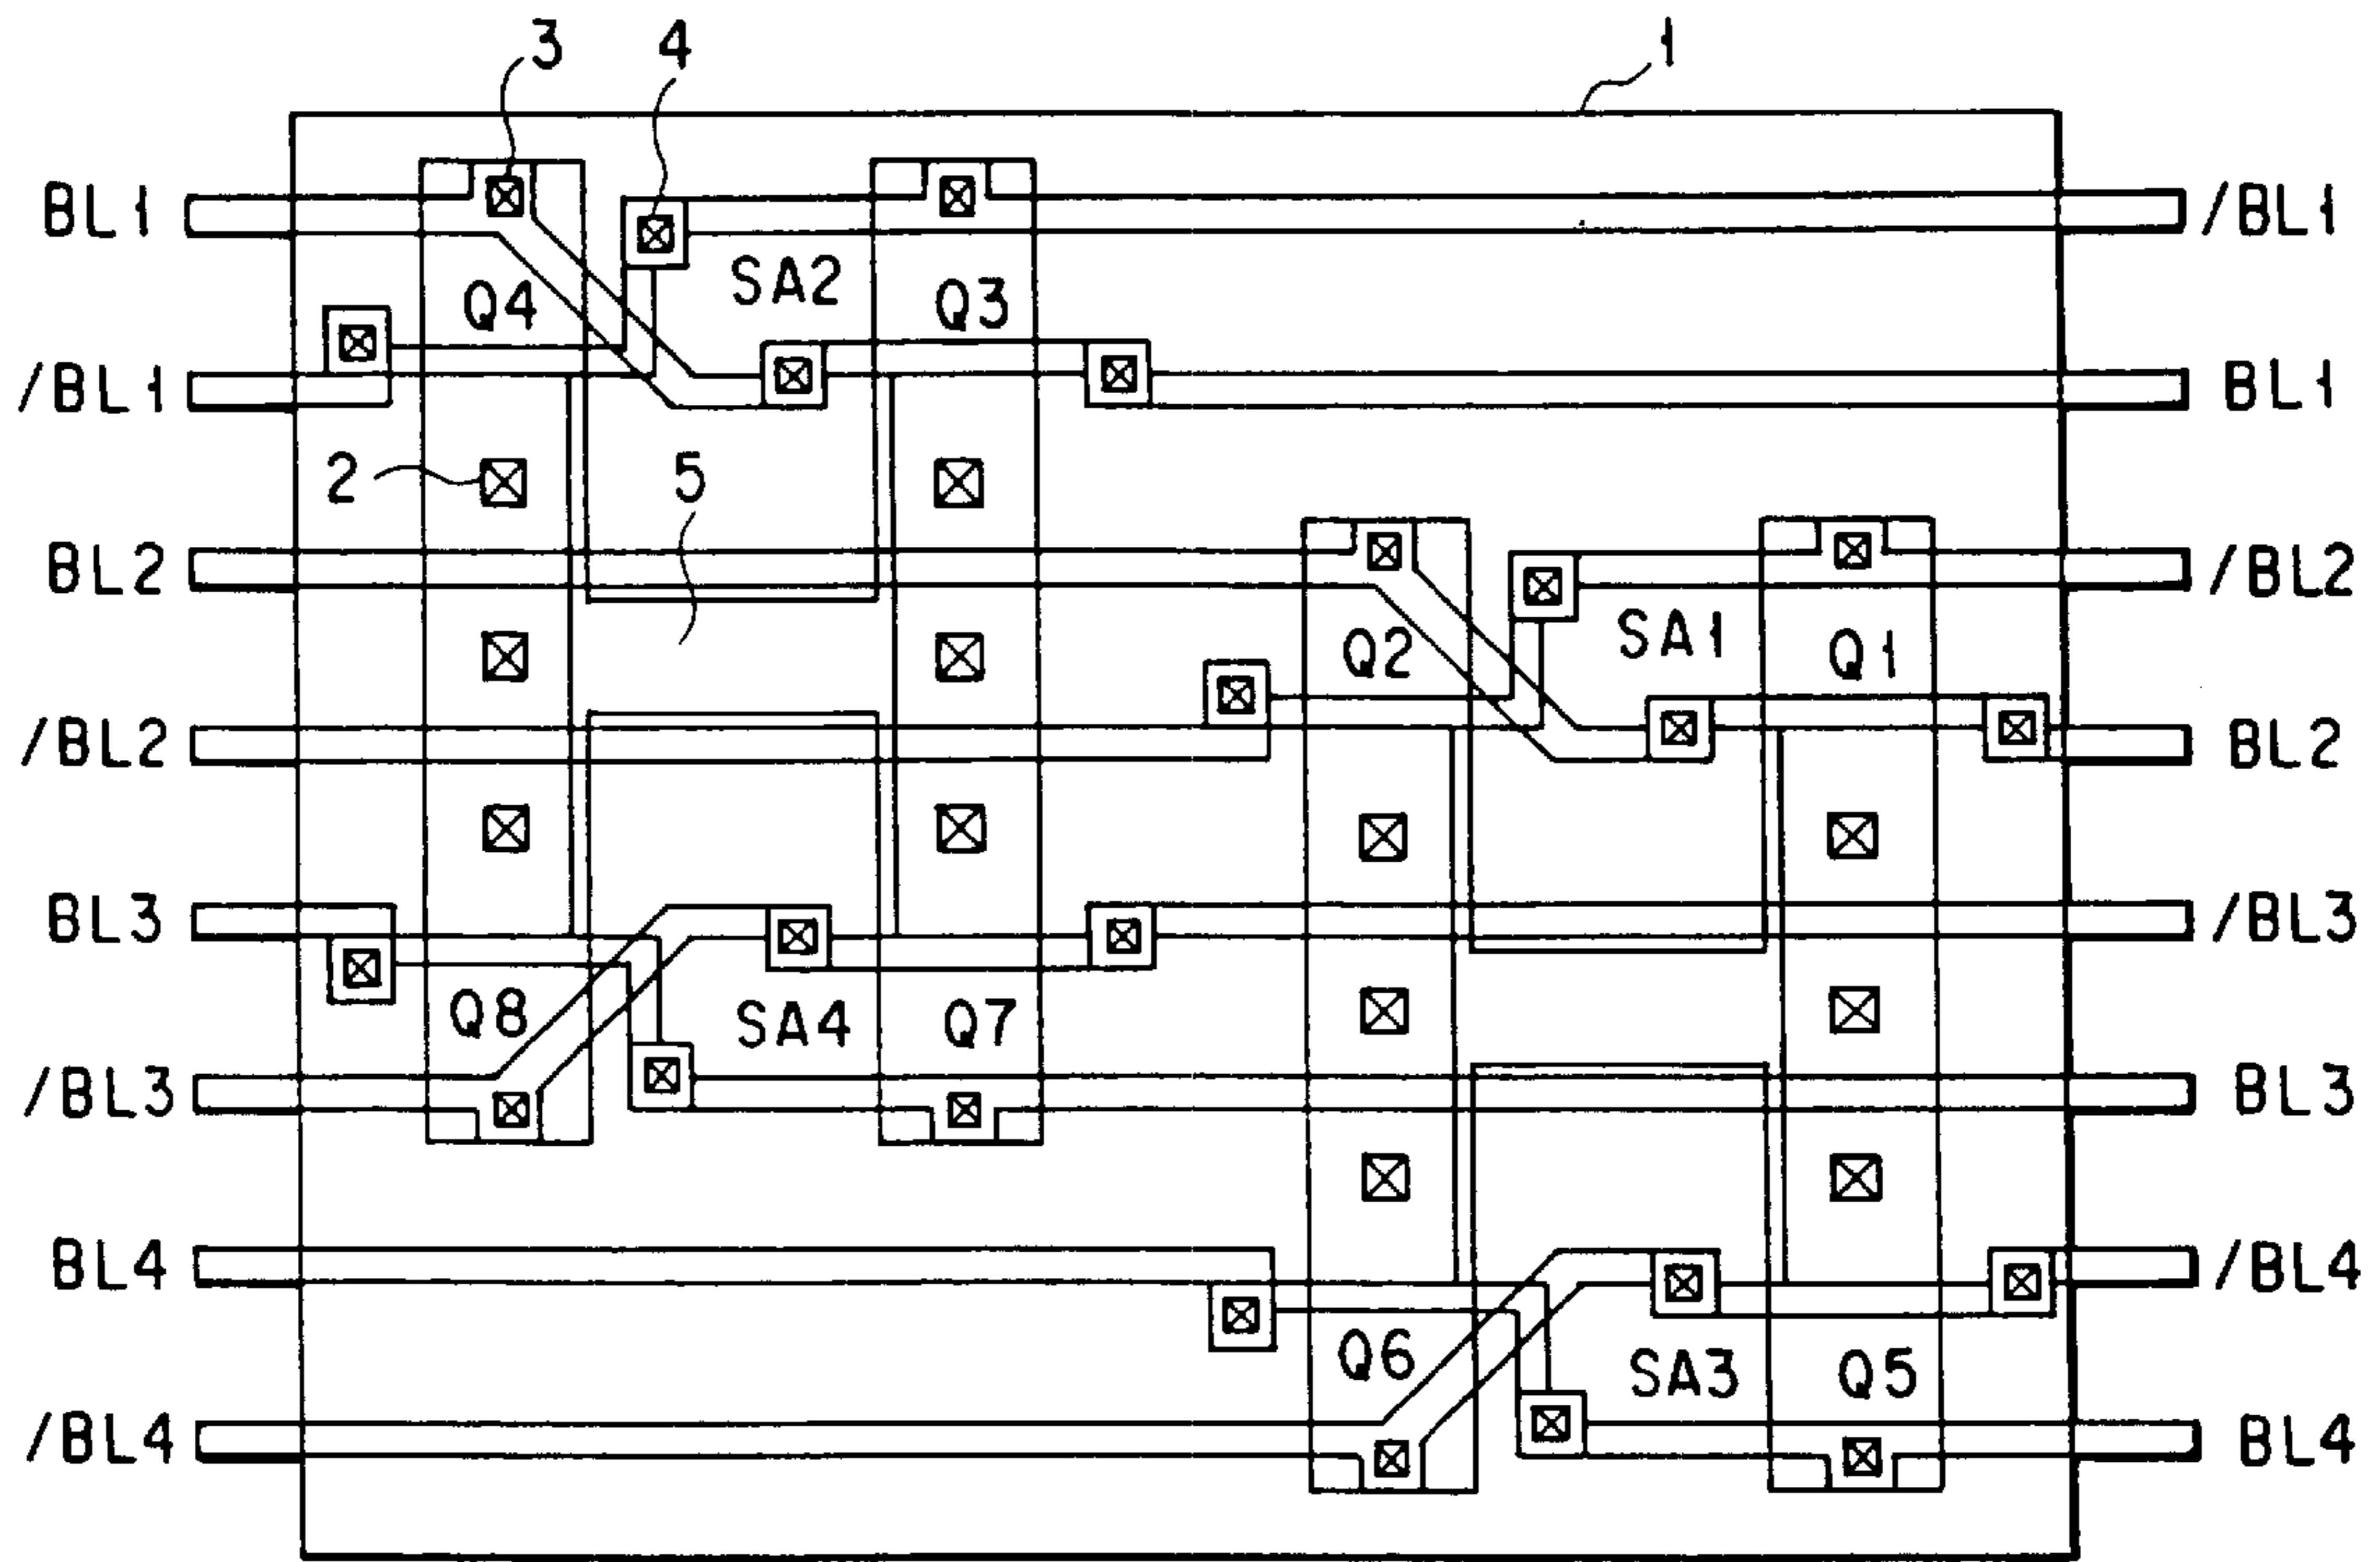 3 4 1
BL1 /BL1
SA2
Q4 Q3
/BL1 BL1
2 5
BL2 /BL2
SA1
Q2 Q1
/BL2 BL2
BL3 /BL3
Q8 SA4 Q7
/BL3 BL3
BL4 /BL4
Q6 SA3 Q5
/BL4 BL4